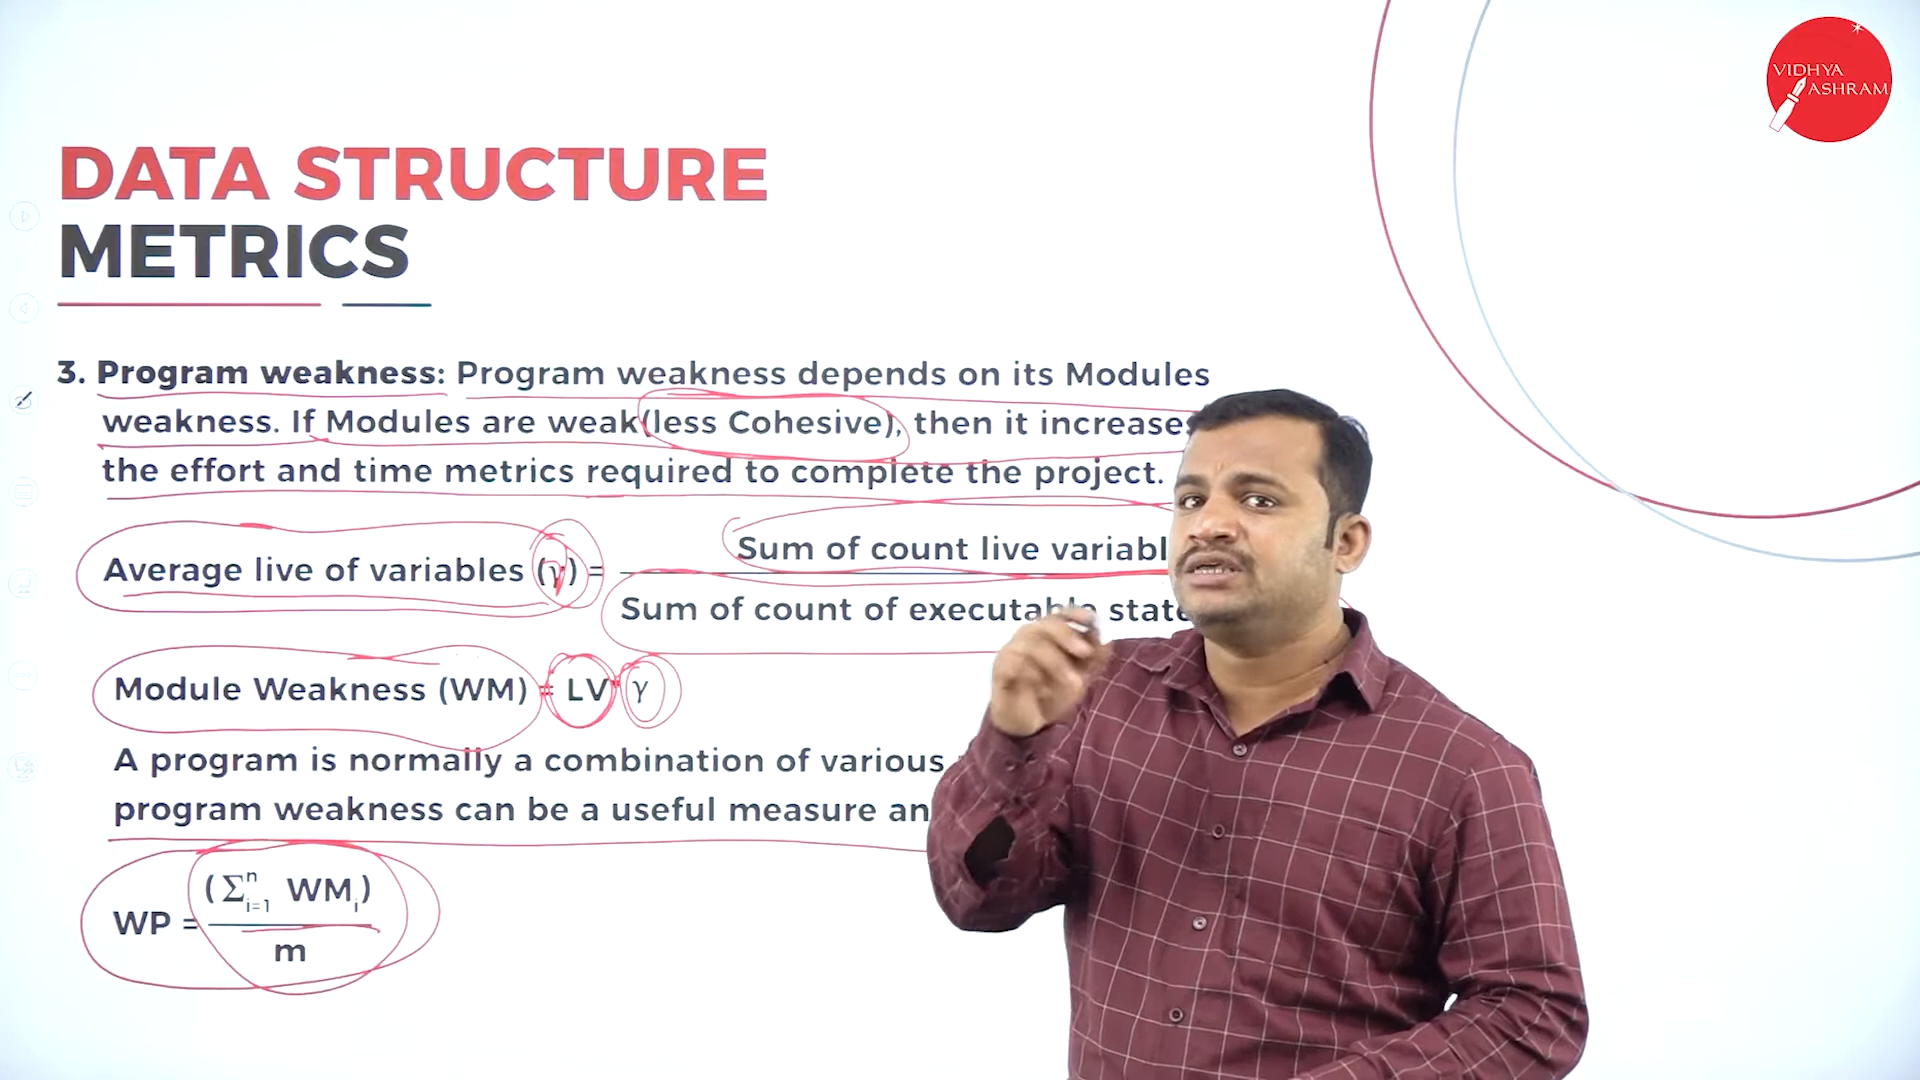 VIDHYA
ASHRAM
DATA STRUCTURE
METRICS
3. Program weakness: Program weakness depends on its Modules
weakness. If Modules are weak(less Cohesive), then it increases
the effort and time metrics required to complete the project.
Sum of count live variabl
Average live of variables (γ) =
Sum of count of executable state
Module Weakness (WM) = LV* γ
A program is normally a combination of various
program weakness can be a useful measure an
WP = (Σⁿᵢ₌₁ WMᵢ)
m